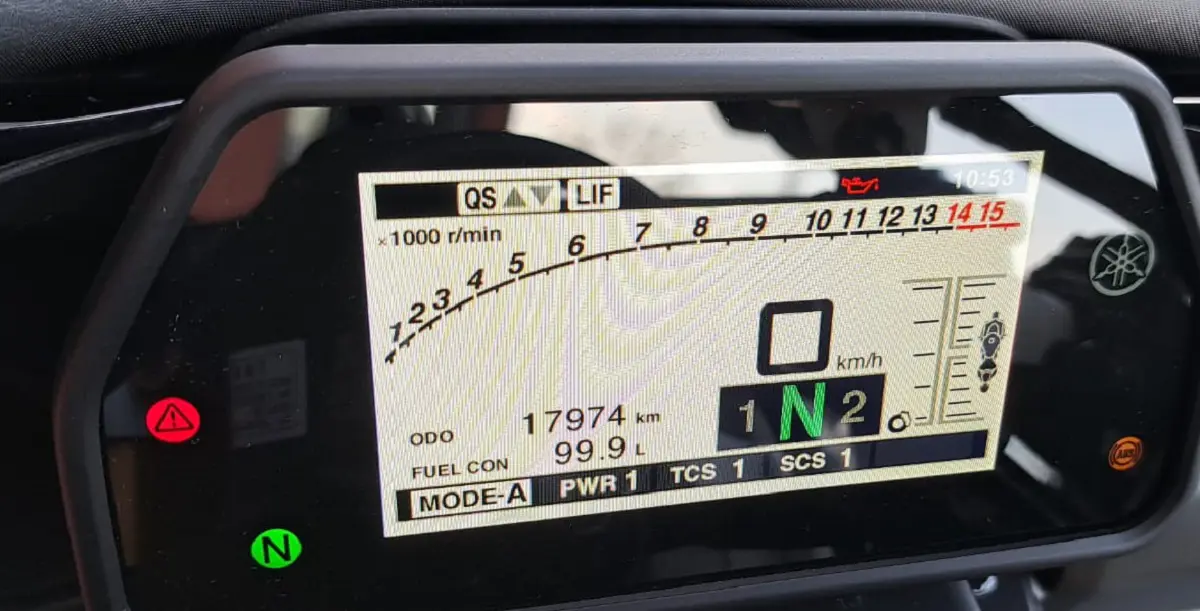 QS LIF
10:53
×1000 r/min
1 2 3 4 5 6 7 8 9 10 11 12 13 14 15
0 km/h
1 N 2
ODO 17974 km
FUEL CON 99.9 L
MODE-A PWR 1 TCS 1 SCS 1
ABS
N